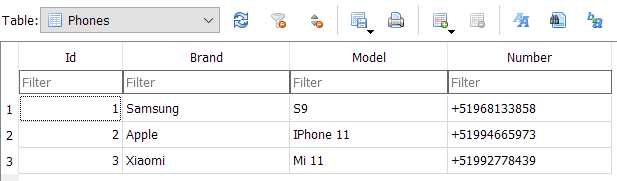 Table: Phones
Id Brand Model Number
Filter Filter Filter Filter
1 1 Samsung S9 +51968133858
2 2 Apple IPhone 11 +51994665973
3 3 Xiaomi Mi 11 +51992778439